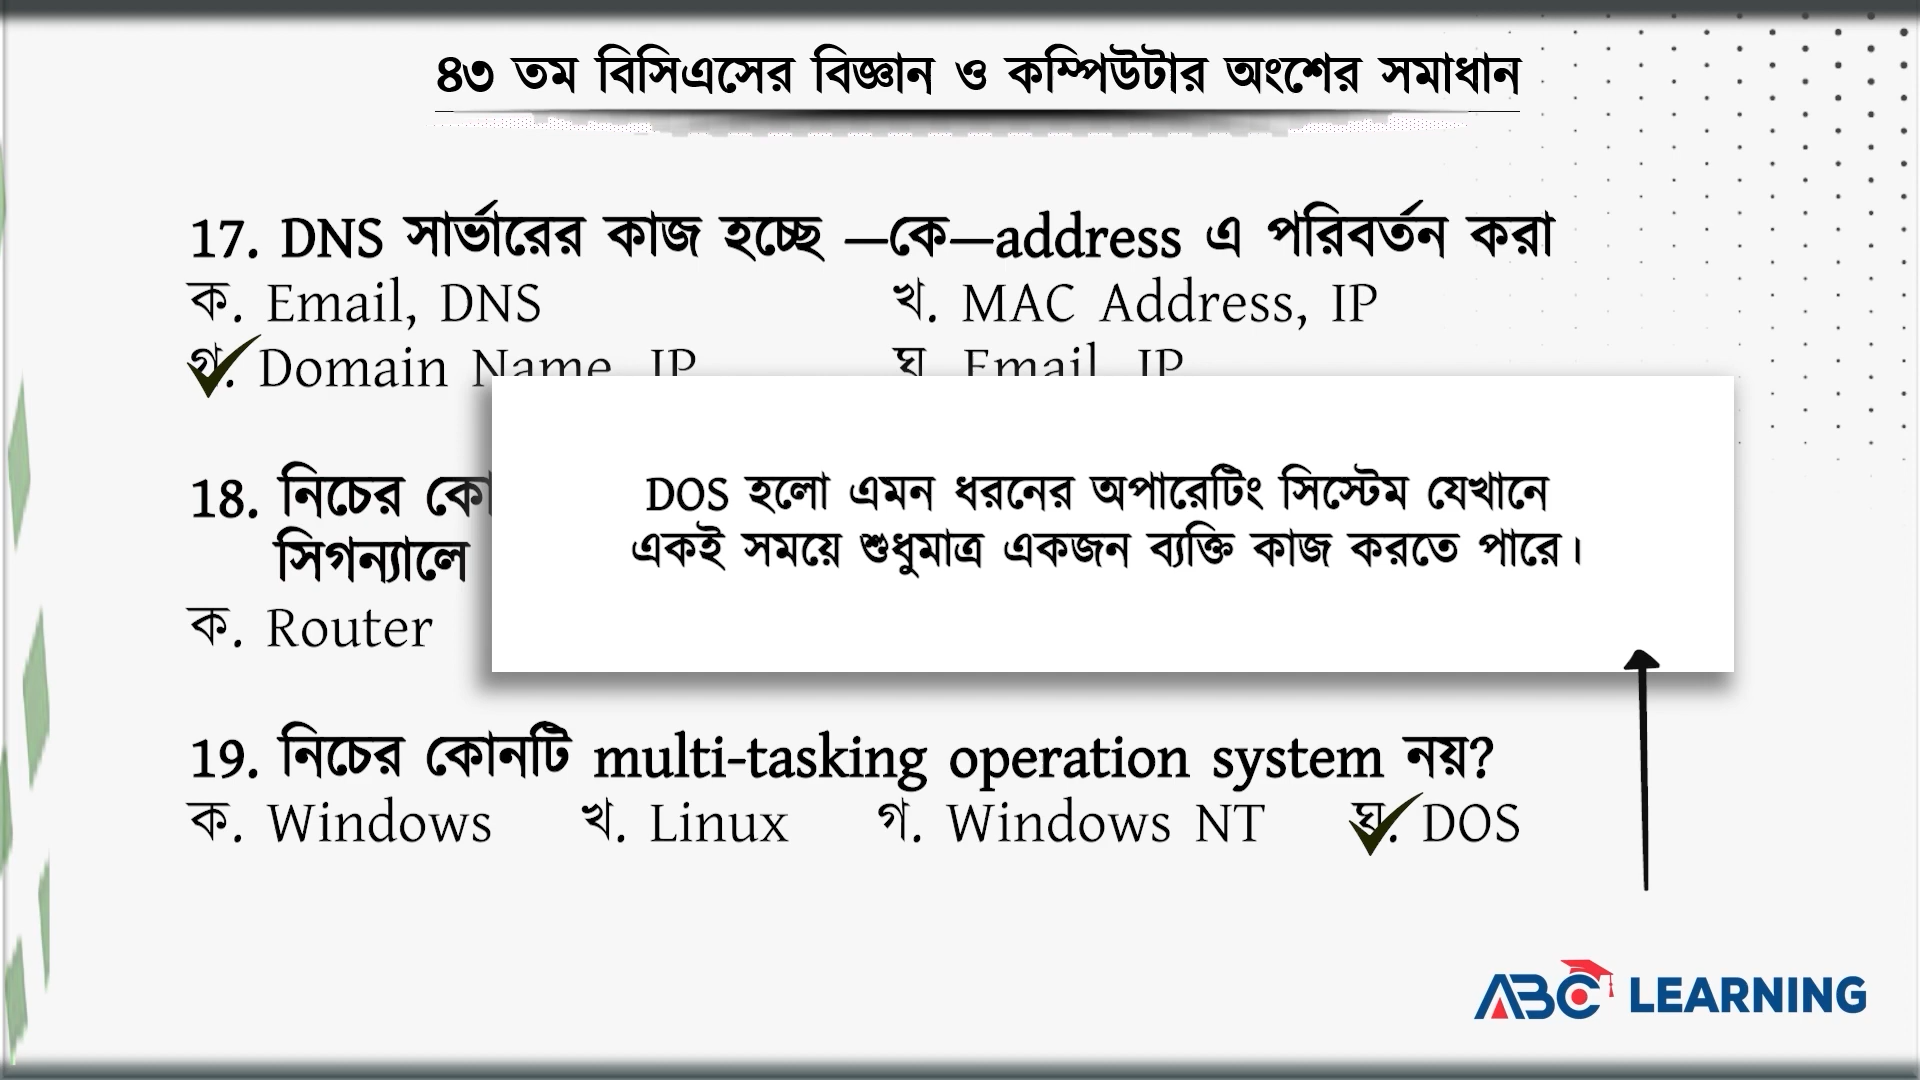 ৪৩ তম বিসিএসের বিজ্ঞান ও কম্পিউটার অংশের সমাধান
17. DNS সার্ভারের কাজ হচ্ছে —কে—address এ পরিবর্তন করা
ক. Email, DNS খ. MAC Address, IP
গ. Domain Name, IP ঘ. Email, IP
18. নিচের
সিগন্যালে
ক. Router
DOS হলো এমন ধরনের অপারেটিং সিস্টেম যেখানে
একই সময়ে শুধুমাত্র একজন ব্যক্তি কাজ করতে পারে।
19. নিচের কোনটি multi-tasking operation system নয়?
ক. Windows খ. Linux গ. Windows NT ঘ. DOS
ABC LEARNING